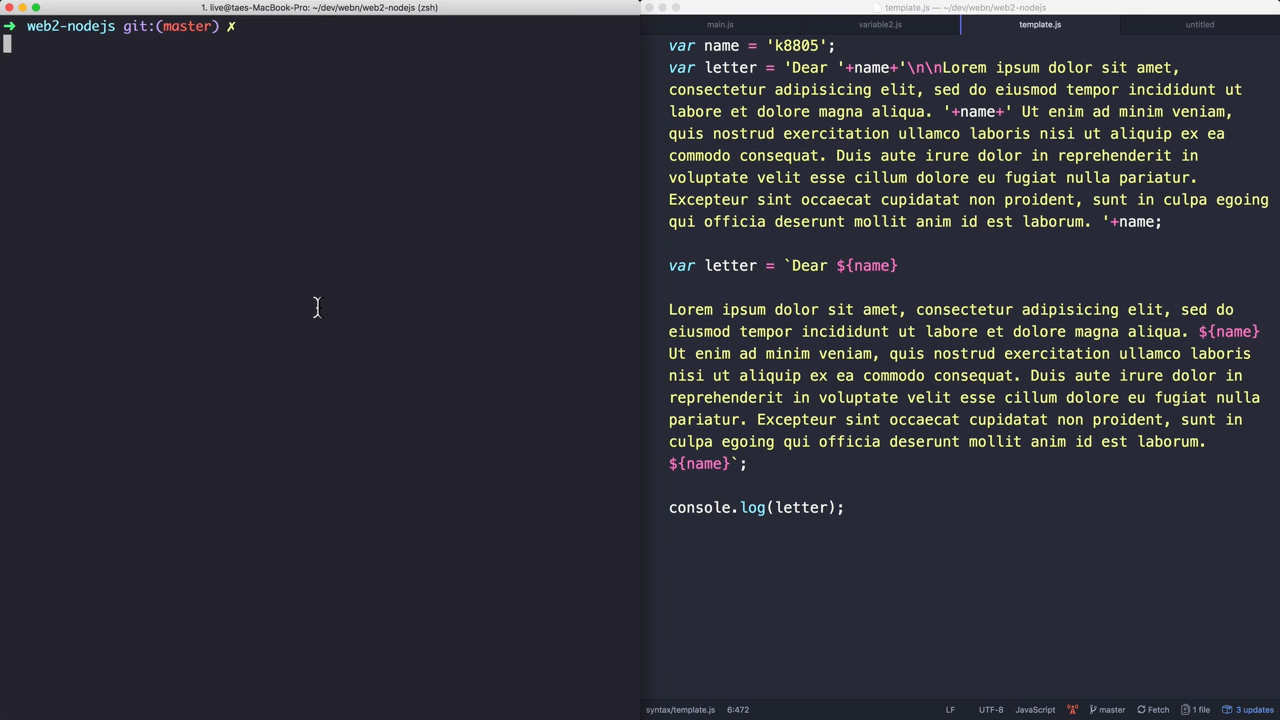 1. live@taes-MacBook-Pro: ~/dev/webn/web2-nodejs (zsh)
➜ web2-nodejs git:(master) ✗
template.js — ~/dev/webn/web2-nodejs
main.js variable2.js template.js untitled
var name = 'k8805';
var letter = 'Dear '+name+'\n\nLorem ipsum dolor sit amet,
consectetur adipisicing elit, sed do eiusmod tempor incididunt ut
labore et dolore magna aliqua. '+name+' Ut enim ad minim veniam,
quis nostrud exercitation ullamco laboris nisi ut aliquip ex ea
commodo consequat. Duis aute irure dolor in reprehenderit in
voluptate velit esse cillum dolore eu fugiat nulla pariatur.
Excepteur sint occaecat cupidatat non proident, sunt in culpa egoing
qui officia deserunt mollit anim id est laborum. '+name;
var letter = `Dear ${name}
Lorem ipsum dolor sit amet, consectetur adipisicing elit, sed do
eiusmod tempor incididunt ut labore et dolore magna aliqua. ${name}
Ut enim ad minim veniam, quis nostrud exercitation ullamco laboris
nisi ut aliquip ex ea commodo consequat. Duis aute irure dolor in
reprehenderit in voluptate velit esse cillum dolore eu fugiat nulla
pariatur. Excepteur sint occaecat cupidatat non proident, sunt in
culpa egoing qui officia deserunt mollit anim id est laborum.
${name}`;
console.log(letter);
syntax/template.js 6:472 LF UTF-8 JavaScript master Fetch 1 file 3 updates